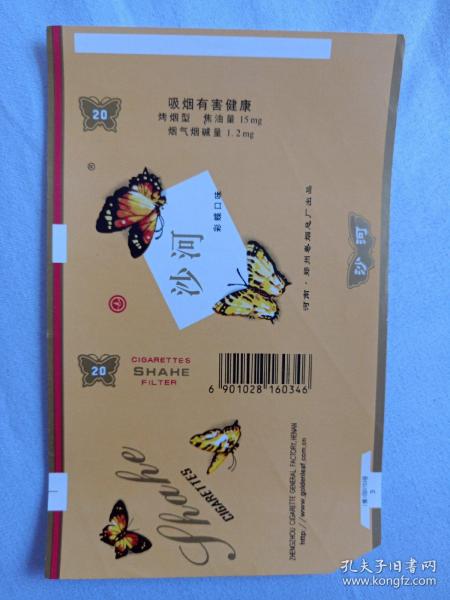 20
吸烟有害健康
烤烟型 焦油量 15mg
烟气烟碱量 1.2mg
®
沙河
彩蝶口味
河南·郑州卷烟总厂出品
沙河
20
CIGARETTES
SHAHE
FILTER
6 901028 160346
Shahe
CIGARETTES
ZHENGZHOU CIGARETTE GENERAL FACTORY,HENAN
http://www.goldenleaf.com.cn
孔夫子旧书网
www.kongfz.com